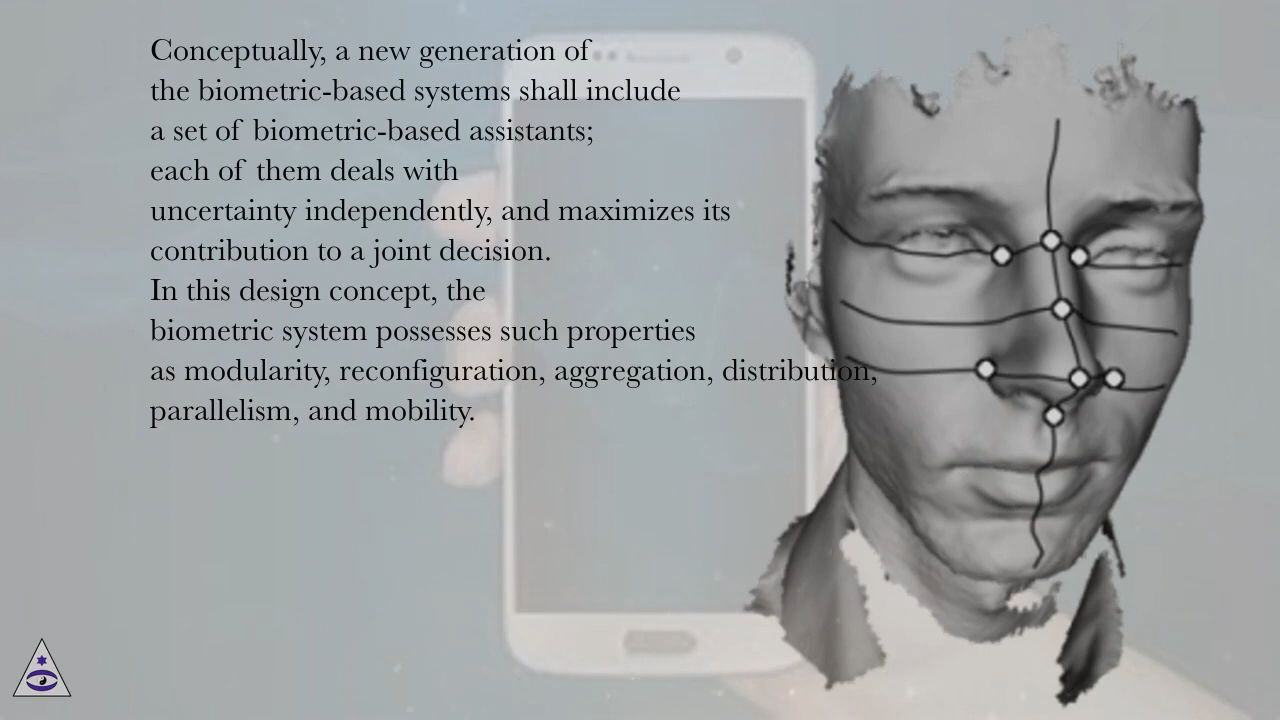 Conceptually, a new generation of
the biometric-based systems shall include
a set of biometric-based assistants;
each of them deals with
uncertainty independently, and maximizes its
contribution to a joint decision.
In this design concept, the
biometric system possesses such properties
as modularity, reconfiguration, aggregation, distribution,
parallelism, and mobility.